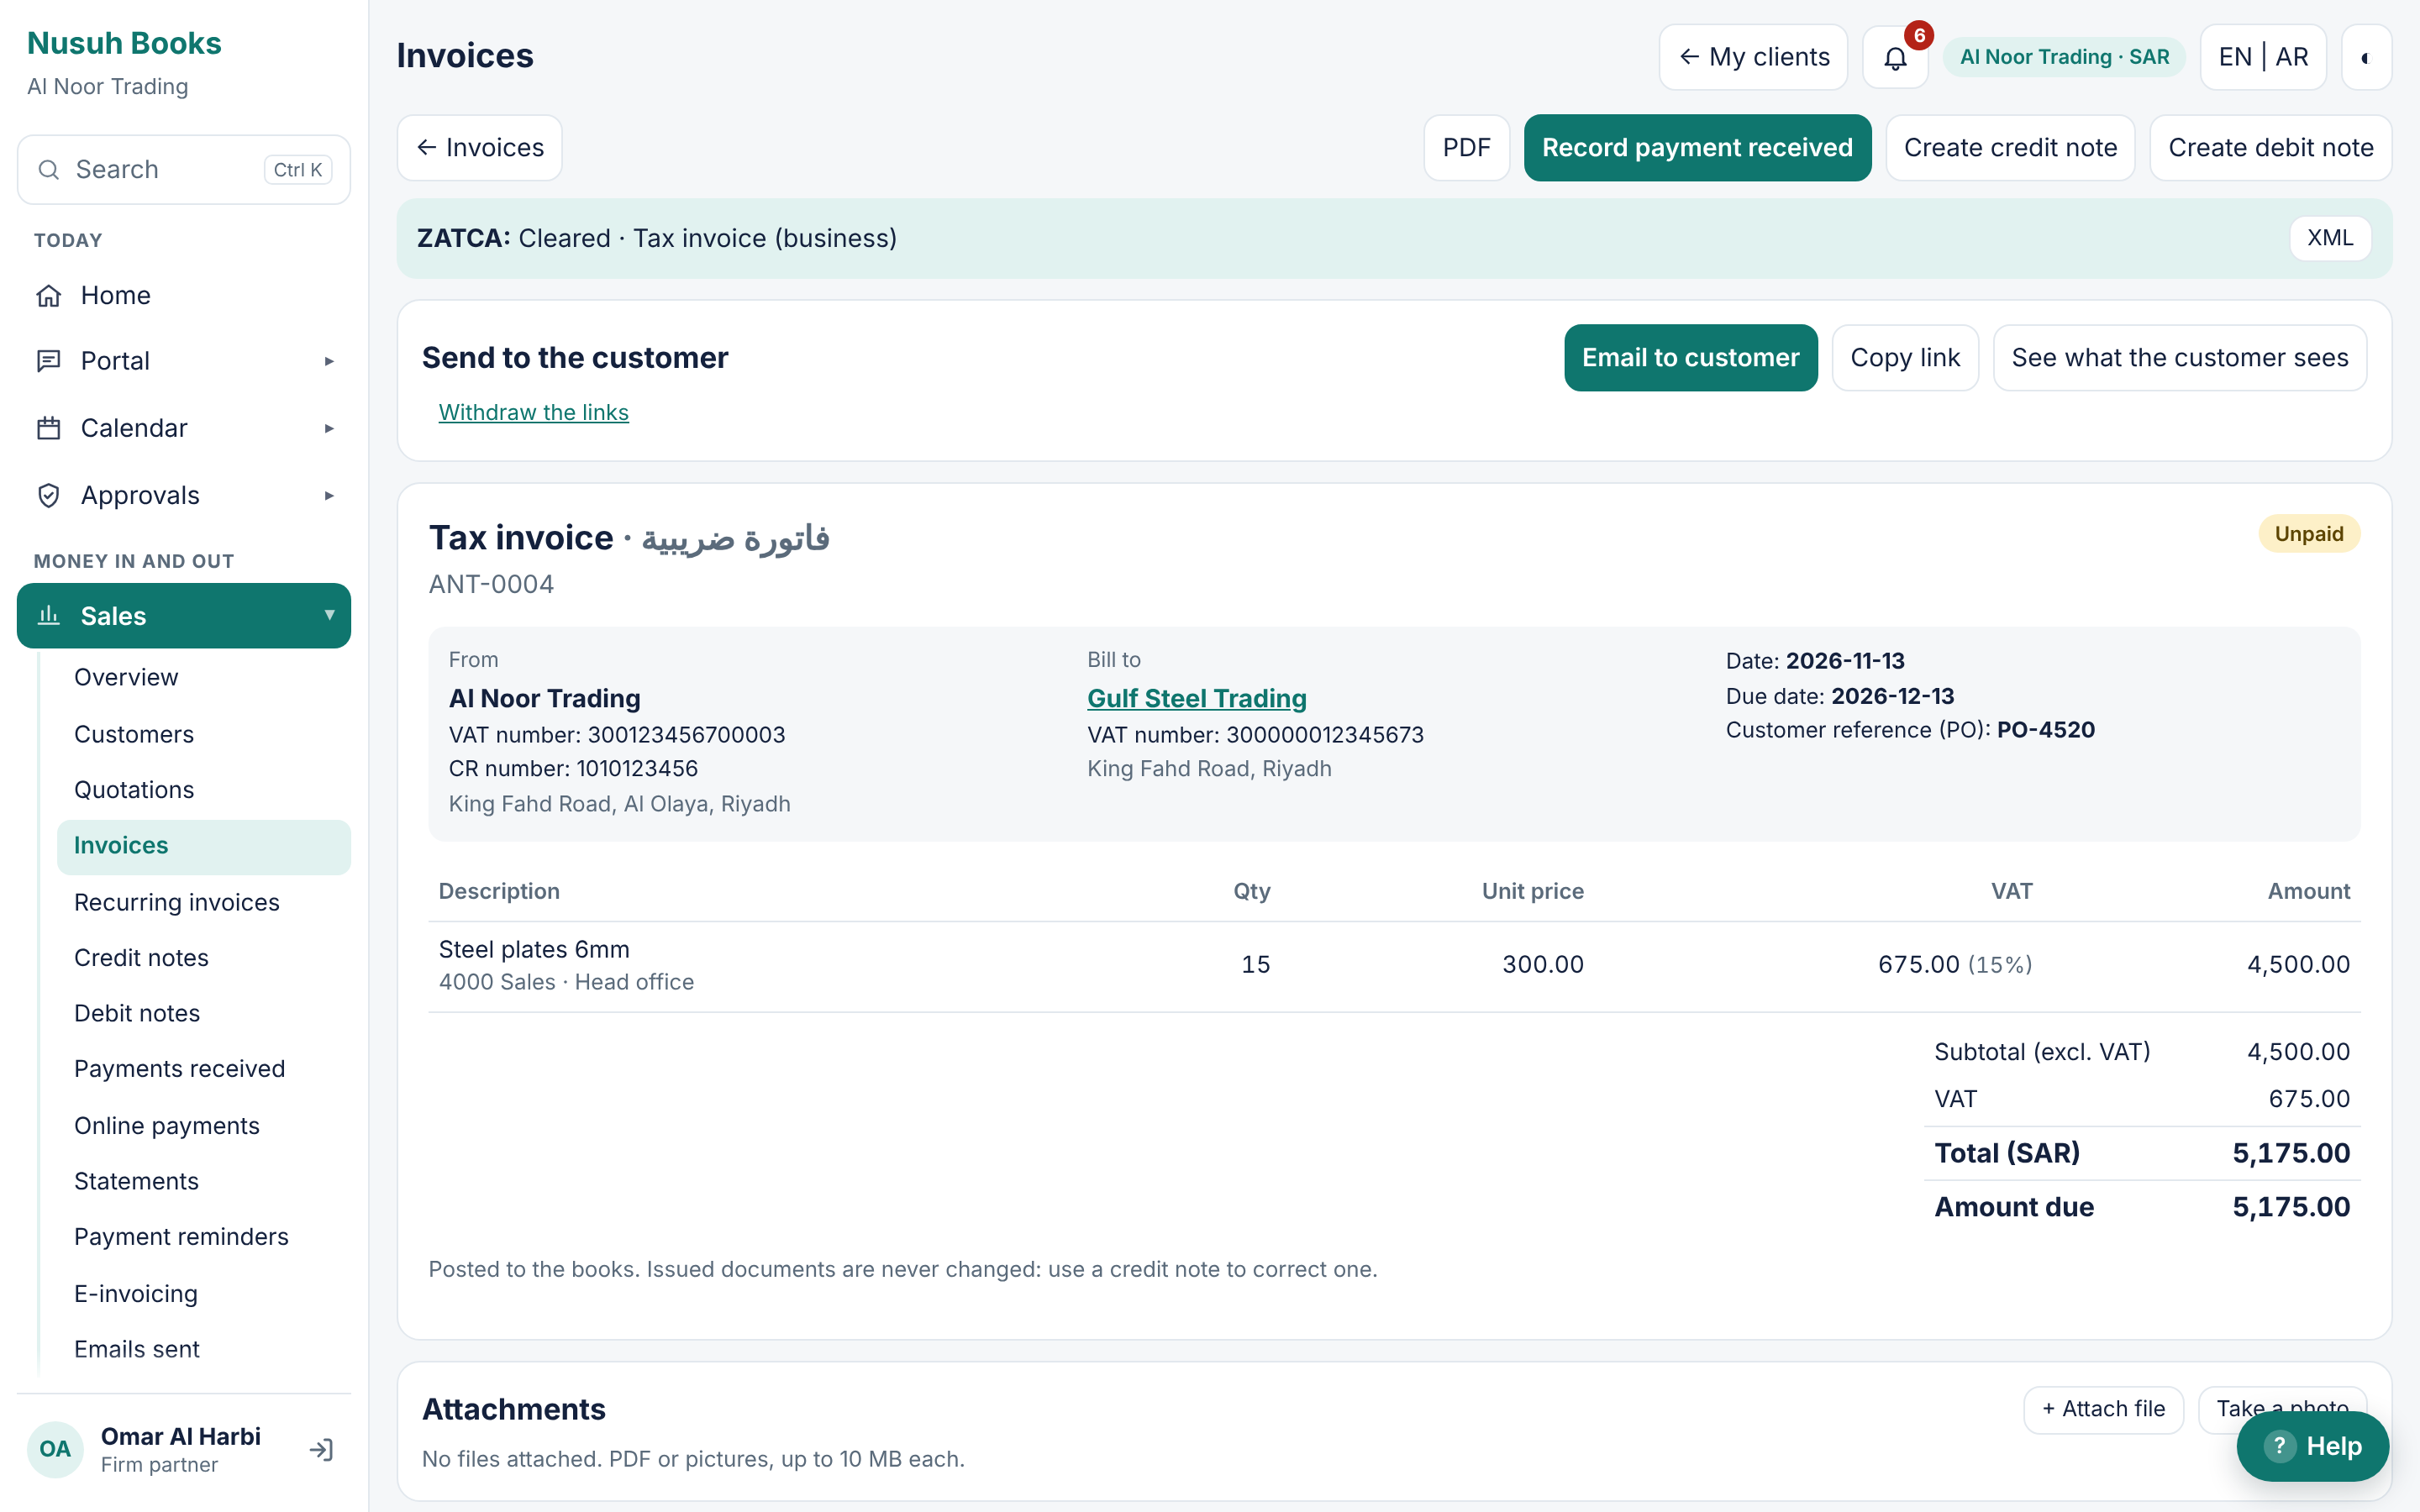 Nusuh Books
Al Noor Trading
Search Ctrl K
TODAY
Home
Portal
Calendar
Approvals
MONEY IN AND OUT
Sales
Overview
Customers
Quotations
Invoices
Recurring invoices
Credit notes
Debit notes
Payments received
Online payments
Statements
Payment reminders
E-invoicing
Emails sent
OA Omar Al Harbi
Firm partner
Invoices
← My clients 6 Al Noor Trading · SAR EN | AR
← Invoices PDF Record payment received Create credit note Create debit note
ZATCA: Cleared · Tax invoice (business) XML
Send to the customer Email to customer Copy link See what the customer sees
Withdraw the links
Tax invoice · فاتورة ضريبية Unpaid
ANT-0004
From
Al Noor Trading
VAT number: 300123456700003
CR number: 1010123456
King Fahd Road, Al Olaya, Riyadh
Bill to
Gulf Steel Trading
VAT number: 300000012345673
King Fahd Road, Riyadh
Date: 2026-11-13
Due date: 2026-12-13
Customer reference (PO): PO-4520
Description Qty Unit price VAT Amount
Steel plates 6mm 15 300.00 675.00 (15%) 4,500.00
4000 Sales · Head office
Subtotal (excl. VAT) 4,500.00
VAT 675.00
Total (SAR) 5,175.00
Amount due 5,175.00
Posted to the books. Issued documents are never changed: use a credit note to correct one.
Attachments + Attach file Take a photo
No files attached. PDF or pictures, up to 10 MB each.
? Help